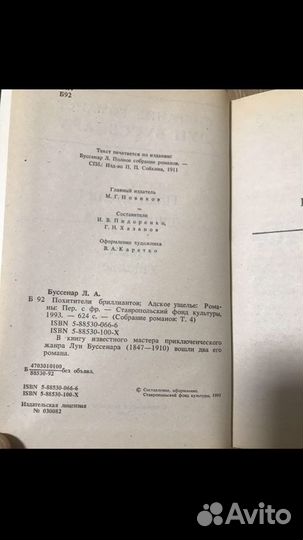 Б92
Текст печатается по изданию:
Буссенар Л. Полное собрание романов. —
СПб.: Изд-во П. П. Сойкина, 1911
Главный издатель
М. Г. Новиков
Составители
И. В. Пидоренко,
Г. Н. Хазанов
Оформление художника
В. А. Каретко
Буссенар Л. А.
Б 92 Похитители бриллиантов; Адское ущелье: Рома-
ны: Пер. с фр. — Ставропольский фонд культуры,
1993. — 624 с. — (Собрание романов: Т. 4)
ISBN 5-88530-066-6
ISBN 5-88530-100-X
В книгу известного мастера приключенческого
жанра Луи Буссенара (1847—1910) вошли два его
романа.
Б 4703010100 без объявл.
88530-92
ISBN 5-88530-066-6
ISBN 5-88530-100-X
Издательская лицензия
№ 030082
© Составление, оформление.
Ставропольский фонд культуры,
Avito